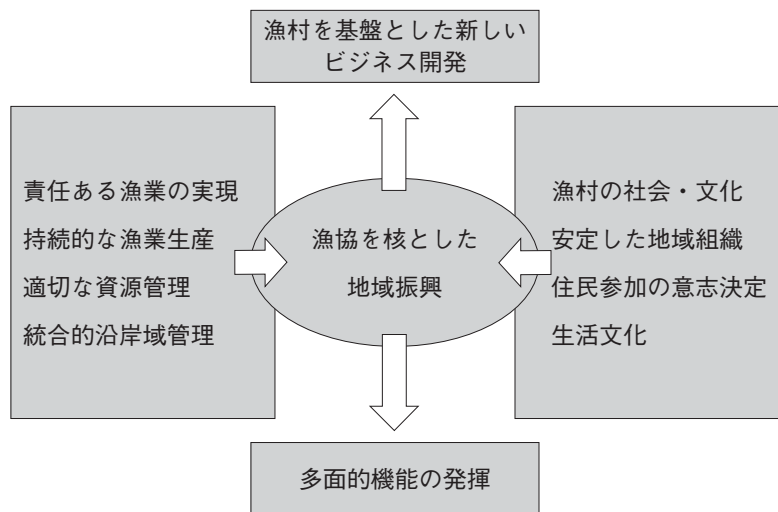 漁村を基盤とした新しい
ビジネス開発
責任ある漁業の実現
持続的な漁業生産
適切な資源管理
統合的沿岸域管理
漁協を核とした
地域振興
漁村の社会・文化
安定した地域組織
住民参加の意志決定
生活文化
多面的機能の発揮